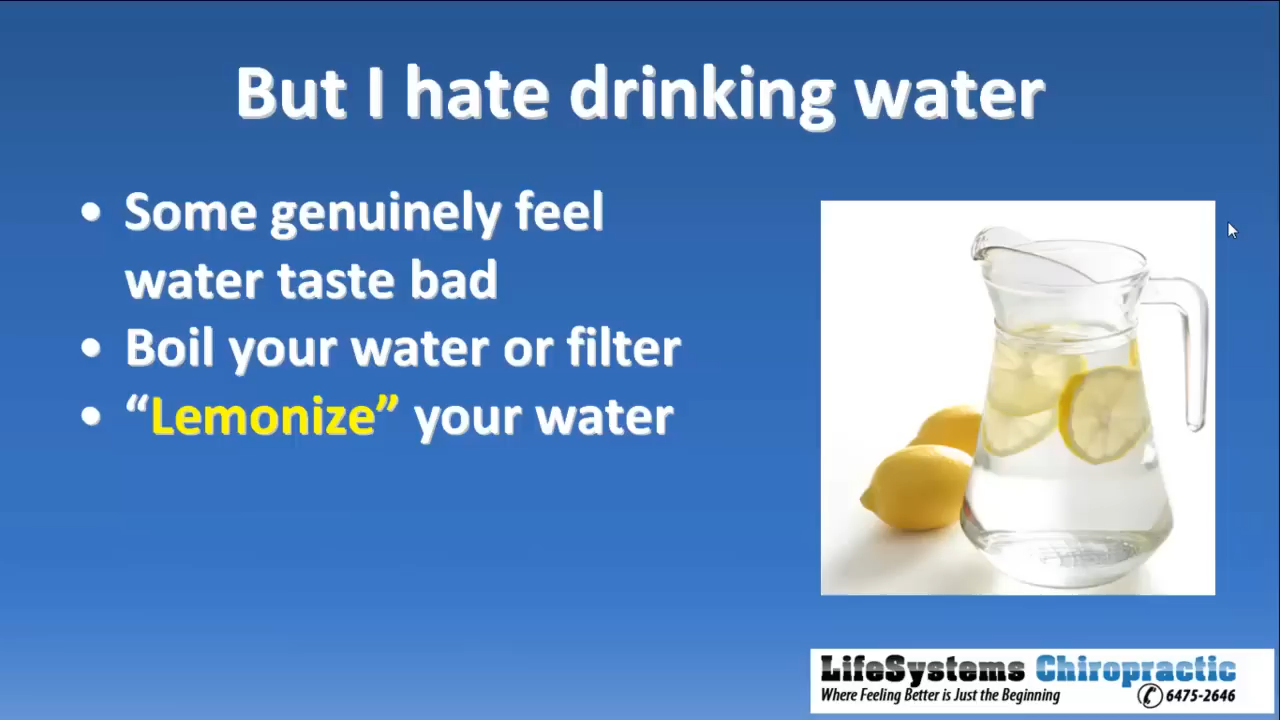 But I hate drinking water
• Some genuinely feel
water taste bad
• Boil your water or filter
• “Lemonize” your water
LifeSystems Chiropractic
Where Feeling Better is Just the Beginning
6475-2646